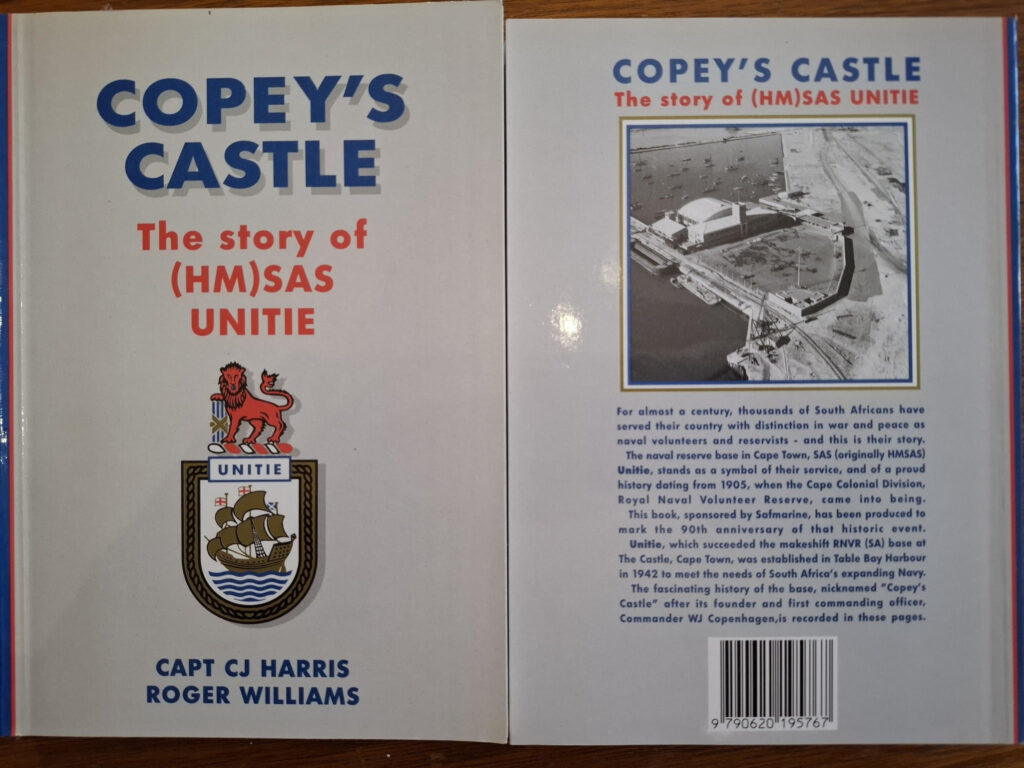 COPEY'S
CASTLE
The story of
(HM)SAS
UNITIE
UNITIE
CAPT CJ HARRIS
ROGER WILLIAMS
COPEY'S CASTLE
The story of (HM)SAS UNITIE
For almost a century, thousands of South Africans have
served their country with distinction in war and peace as
naval volunteers and reservists - and this is their story.
The naval reserve base in Cape Town, SAS (originally HMSAS)
Unitie, stands as a symbol of their service, and of a proud
history dating from 1905, when the Cape Colonial Division,
Royal Naval Volunteer Reserve, came into being.
This book, sponsored by Safmarine, has been produced to
mark the 90th anniversary of that historic event.
Unitie, which succeeded the makeshift RNVR (SA) base at
The Castle, Cape Town, was established in Table Bay Harbour
in 1942 to meet the needs of South Africa's expanding Navy.
The fascinating history of the base, nicknamed "Copey's
Castle" after its founder and first commanding officer,
Commander WJ Copenhagen,is recorded in these pages.
9 790620 195767